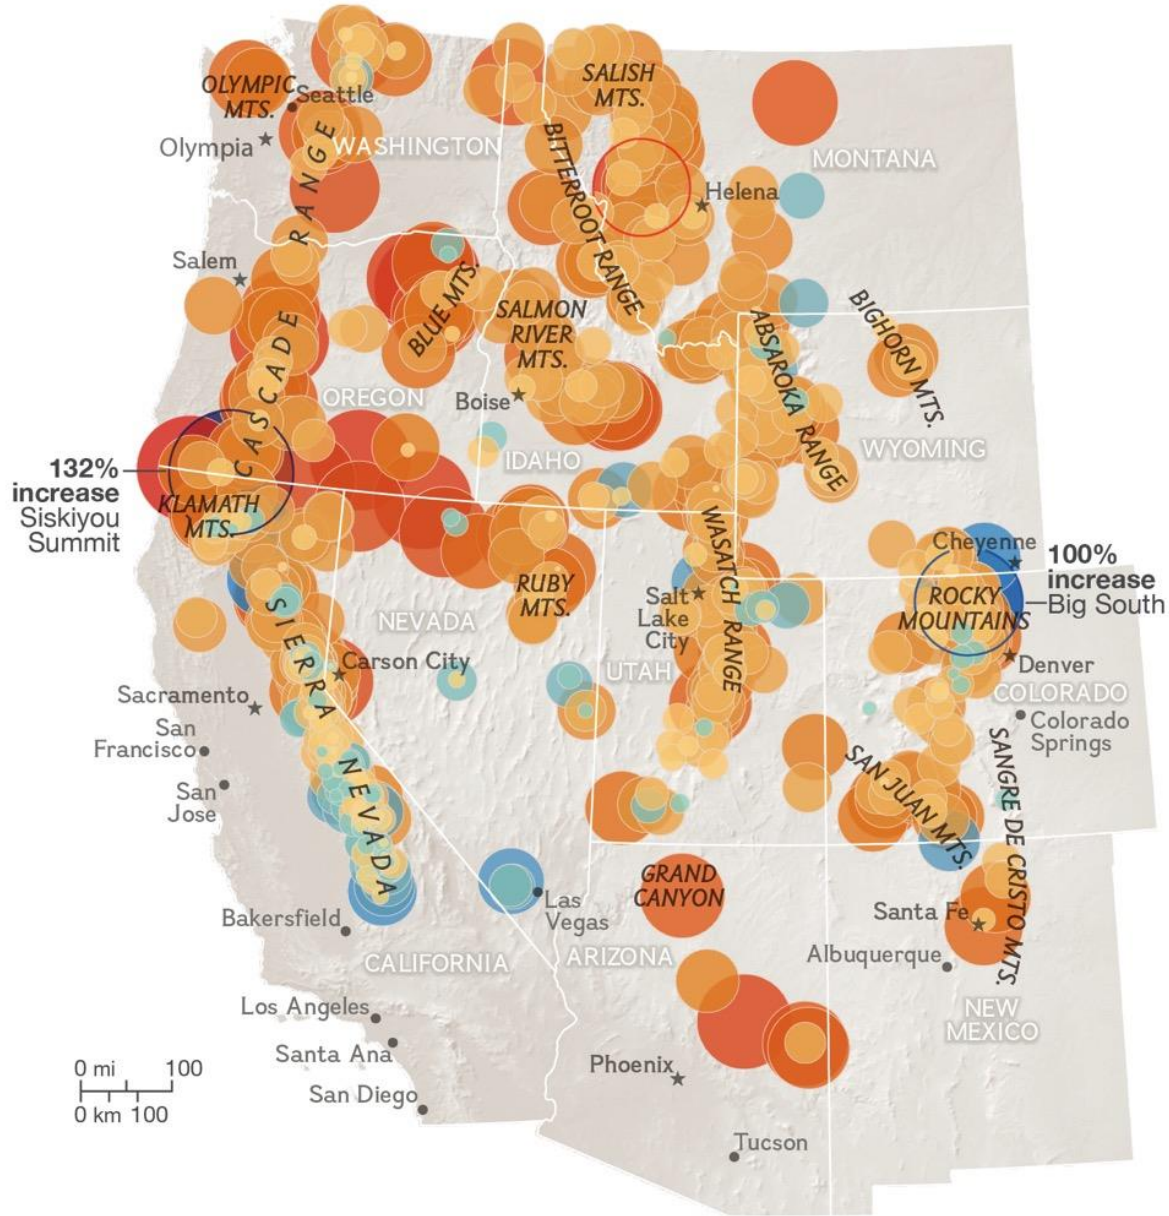 OLYMPIC
MTS.
Seattle
Olympia
WASHINGTON
SALISH
MTS.
MONTANA
BITTERROOT RANGE
Helena
CASCADE RANGE
Salem
BLUE MTS.
SALMON
RIVER
MTS.
ABSAROKA RANGE
BIGHORN MTS.
OREGON
Boise
IDAHO
WYOMING
132%
increase
Siskiyou
Summit
KLAMATH
MTS.
WASATCH RANGE
Cheyenne
100%
increase
Big South
ROCKY
MOUNTAINS
RUBY
MTS.
Salt
Lake
City
NEVADA
SIERRA NEVADA
Carson City
UTAH
Denver
COLORADO
Sacramento
San
Francisco
Colorado
Springs
San
Jose
SAN JUAN MTS.
SANGRE DE CRISTO MTS.
GRAND
CANYON
Las
Vegas
Santa Fe
Bakersfield
CALIFORNIA
ARIZONA
Albuquerque
Los Angeles
NEW
MEXICO
Santa Ana
Phoenix
San Diego
0 mi 100
0 km 100
Tucson